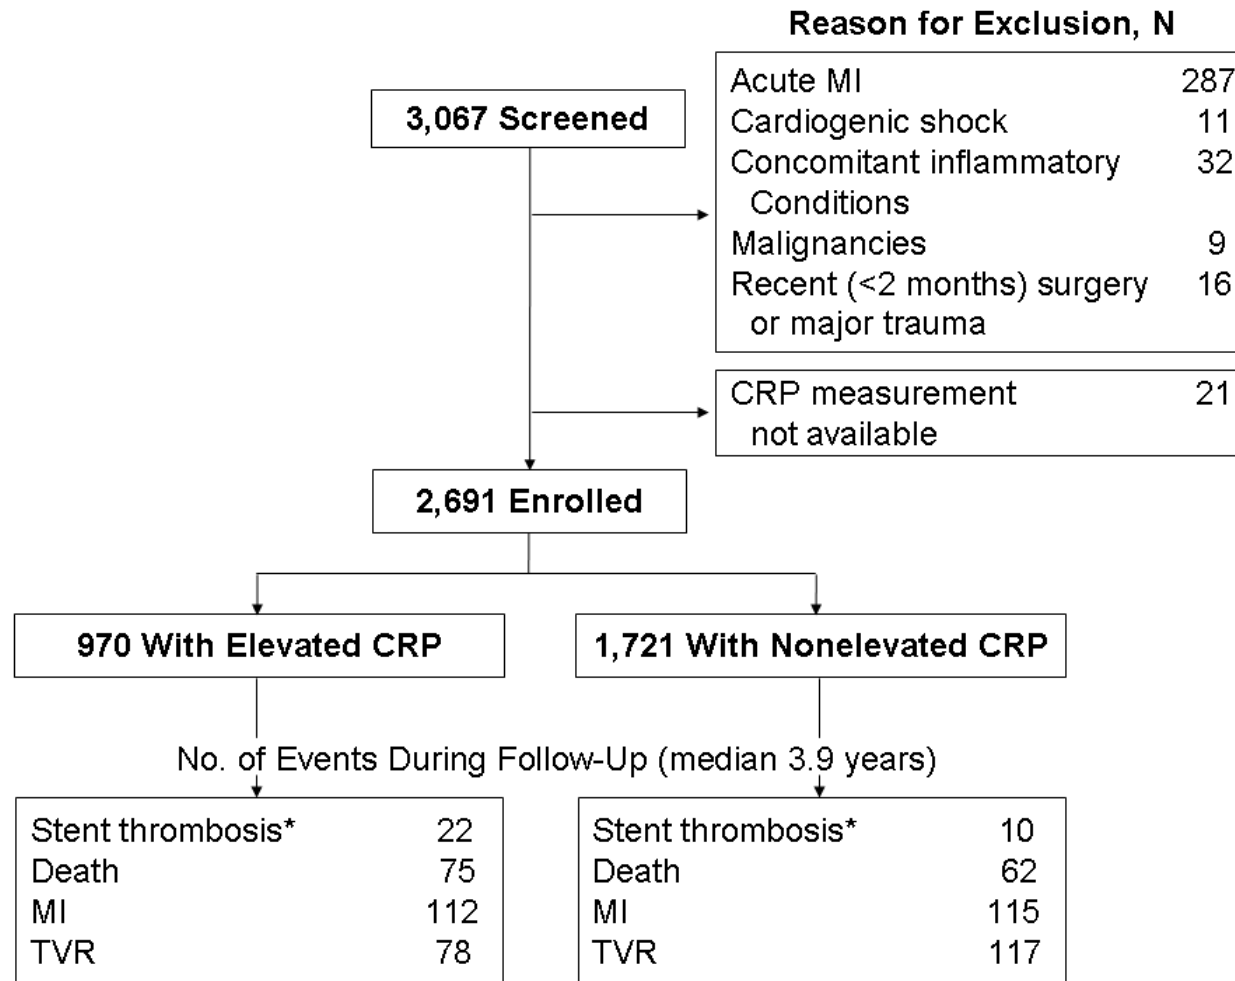 Reason for Exclusion, N
3,067 Screened
Acute MI 287
Cardiogenic shock 11
Concomitant inflammatory 32
Conditions
Malignancies 9
Recent (<2 months) surgery 16
or major trauma
CRP measurement 21
not available
2,691 Enrolled
970 With Elevated CRP
1,721 With Nonelevated CRP
No. of Events During Follow-Up (median 3.9 years)
Stent thrombosis* 22
Death 75
MI 112
TVR 78
Stent thrombosis* 10
Death 62
MI 115
TVR 117